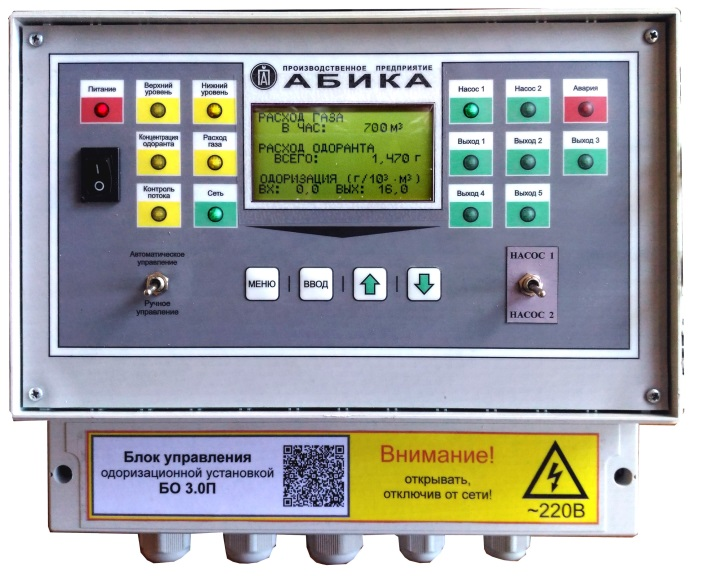 ПРОИЗВОДСТВЕННОЕ ПРЕДПРИЯТИЕ
АБИКА
Питание
Верхний
уровень
Нижний
уровень
Концентрация
одоранта
Расход
газа
Контроль
потока
Сеть
РАСХОД ГАЗА
В ЧАС: 700 м³
РАСХОД ОДОРАНТА
ВСЕГО: 1,470 г
ОДОРИЗАЦИЯ (г/10³·м³)
ВХ: 0,0 ВЫХ: 16,0
Насос 1
Насос 2
Авария
Выход 1
Выход 2
Выход 3
Выход 4
Выход 5
Автоматическое
управление
Ручное
управление
МЕНЮ
ВВОД
НАСОС 1
НАСОС 2
Блок управления
одоризационной установкой
БО 3.0П
Внимание!
открывать,
отключив от сети!
~220В